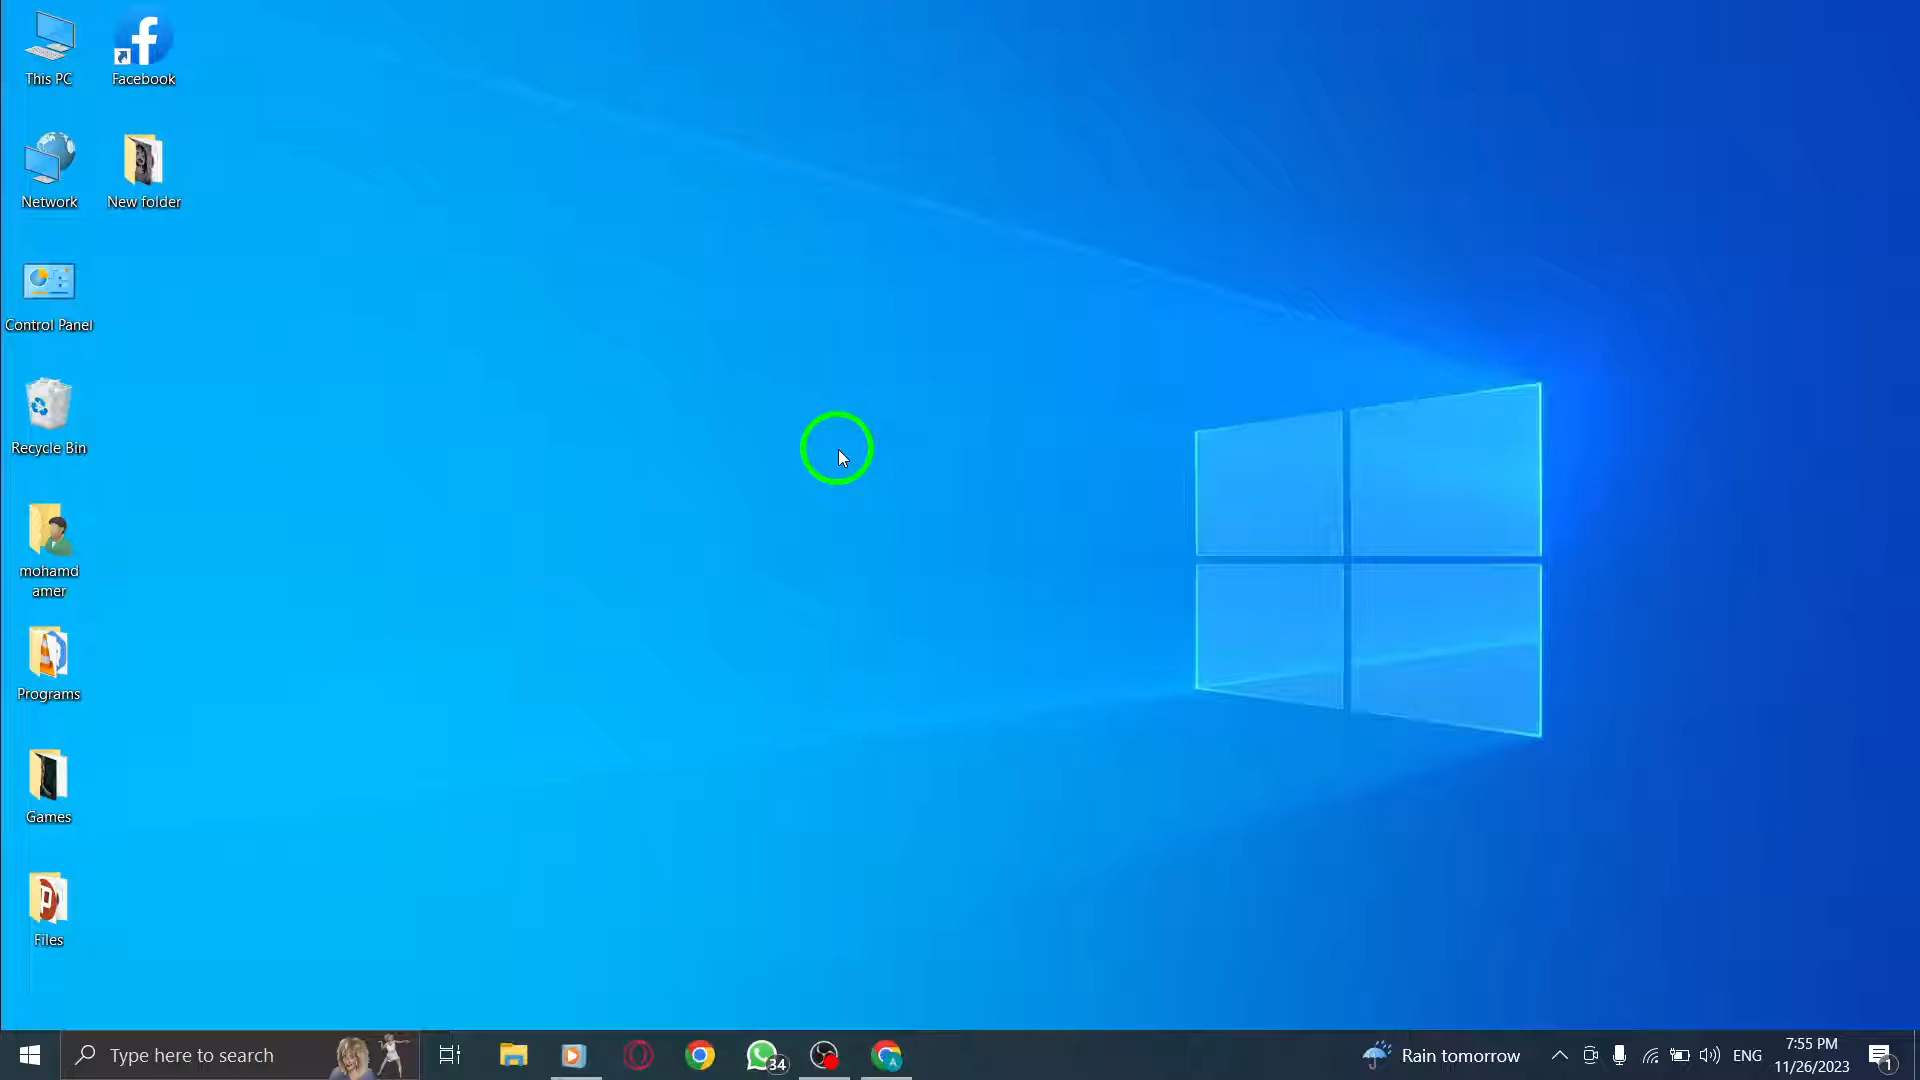 This PC
Facebook
Network
New folder
Control Panel
Recycle Bin
mohamd
amer
Programs
Games
Files
Type here to search
34
Rain tomorrow
ENG
7:55 PM
11/26/2023
1